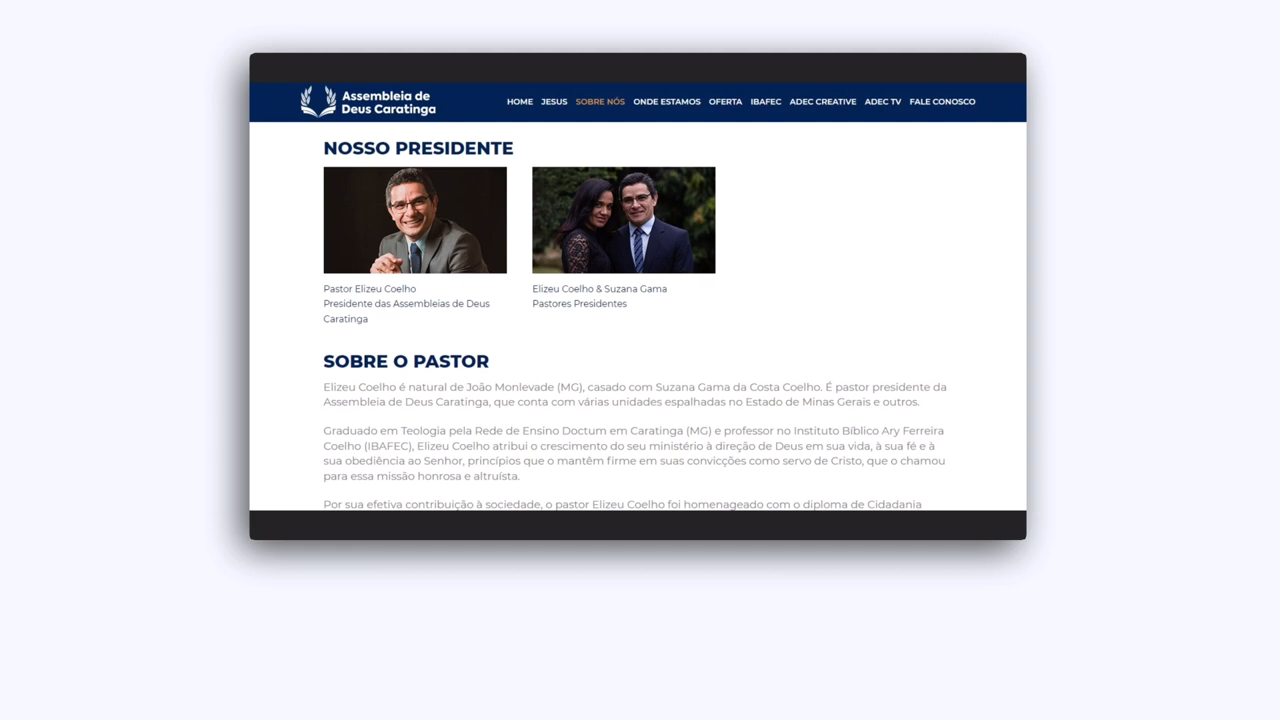 Assembleia de
Deus Caratinga
HOME JESUS SOBRE NÓS ONDE ESTAMOS OFERTA IBAFEC ADEC CREATIVE ADEC TV FALE CONOSCO
NOSSO PRESIDENTE
Pastor Elizeu Coelho
Presidente das Assembleias de Deus
Caratinga
Elizeu Coelho & Suzana Gama
Pastores Presidentes
SOBRE O PASTOR
Elizeu Coelho é natural de João Monlevade (MG), casado com Suzana Gama da Costa Coelho. É pastor presidente da
Assembleia de Deus Caratinga, que conta com várias unidades espalhadas no Estado de Minas Gerais e outros.
Graduado em Teologia pela Rede de Ensino Doctum em Caratinga (MG) e professor no Instituto Bíblico Ary Ferreira
Coelho (IBAFEC), Elizeu Coelho atribui o crescimento do seu ministério à direção de Deus em sua vida, à sua fé e à
sua obediência ao Senhor, princípios que o mantêm firme em suas convicções como servo de Cristo, que o chamou
para essa missão honrosa e altruísta.
Por sua efetiva contribuição à sociedade, o pastor Elizeu Coelho foi homenageado com o diploma de Cidadania